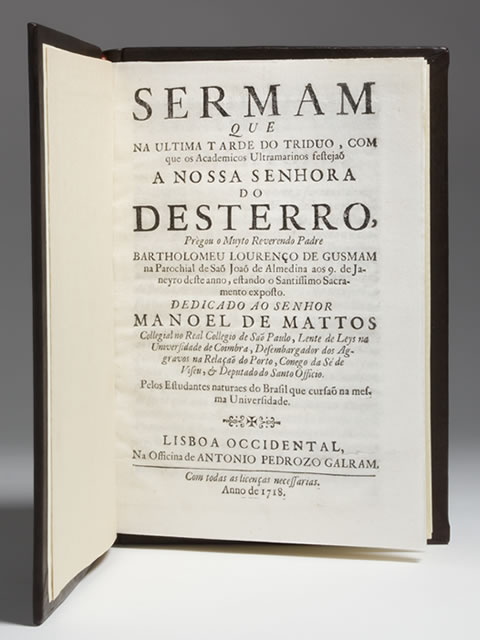 SERMAM
QUE
NA ULTIMA TARDE DO TRIDUO, COM
que os Academicos Ultramarinos festejaõ
A NOSSA SENHORA
DO
DESTERRO,
Pregou o Muyto Reverendo Padre
BARTHOLOMEU LOURENÇO DE GUSMAM
na Parochial de Saõ Joaõ de Almedina aos 9. de Ja-
neyro deste anno, estando o Santissimo Sacra-
mento exposto.
DEDICADO AO SENHOR
MANOEL DE MATTOS
Collegial no Real Collegio de Saõ Paulo, Lente de Leys na
Universidade de Coimbra, Desembargador dos Ag-
gravos na Relaçaõ do Porto, Conego da Sé de
Viseu, & Deputado do Santo Officio.
Pelos Estudantes naturaes do Brasil que cursaõ na mes-
ma Universidade.
LISBOA OCCIDENTAL,
Na Officina de ANTONIO PEDROZO GALRAM.
Com todas as licenças necessarias.
Anno de 1718.